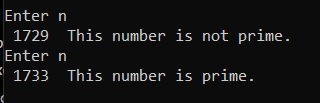 Enter n
1729  This number is not prime.
Enter n
1733  This number is prime.